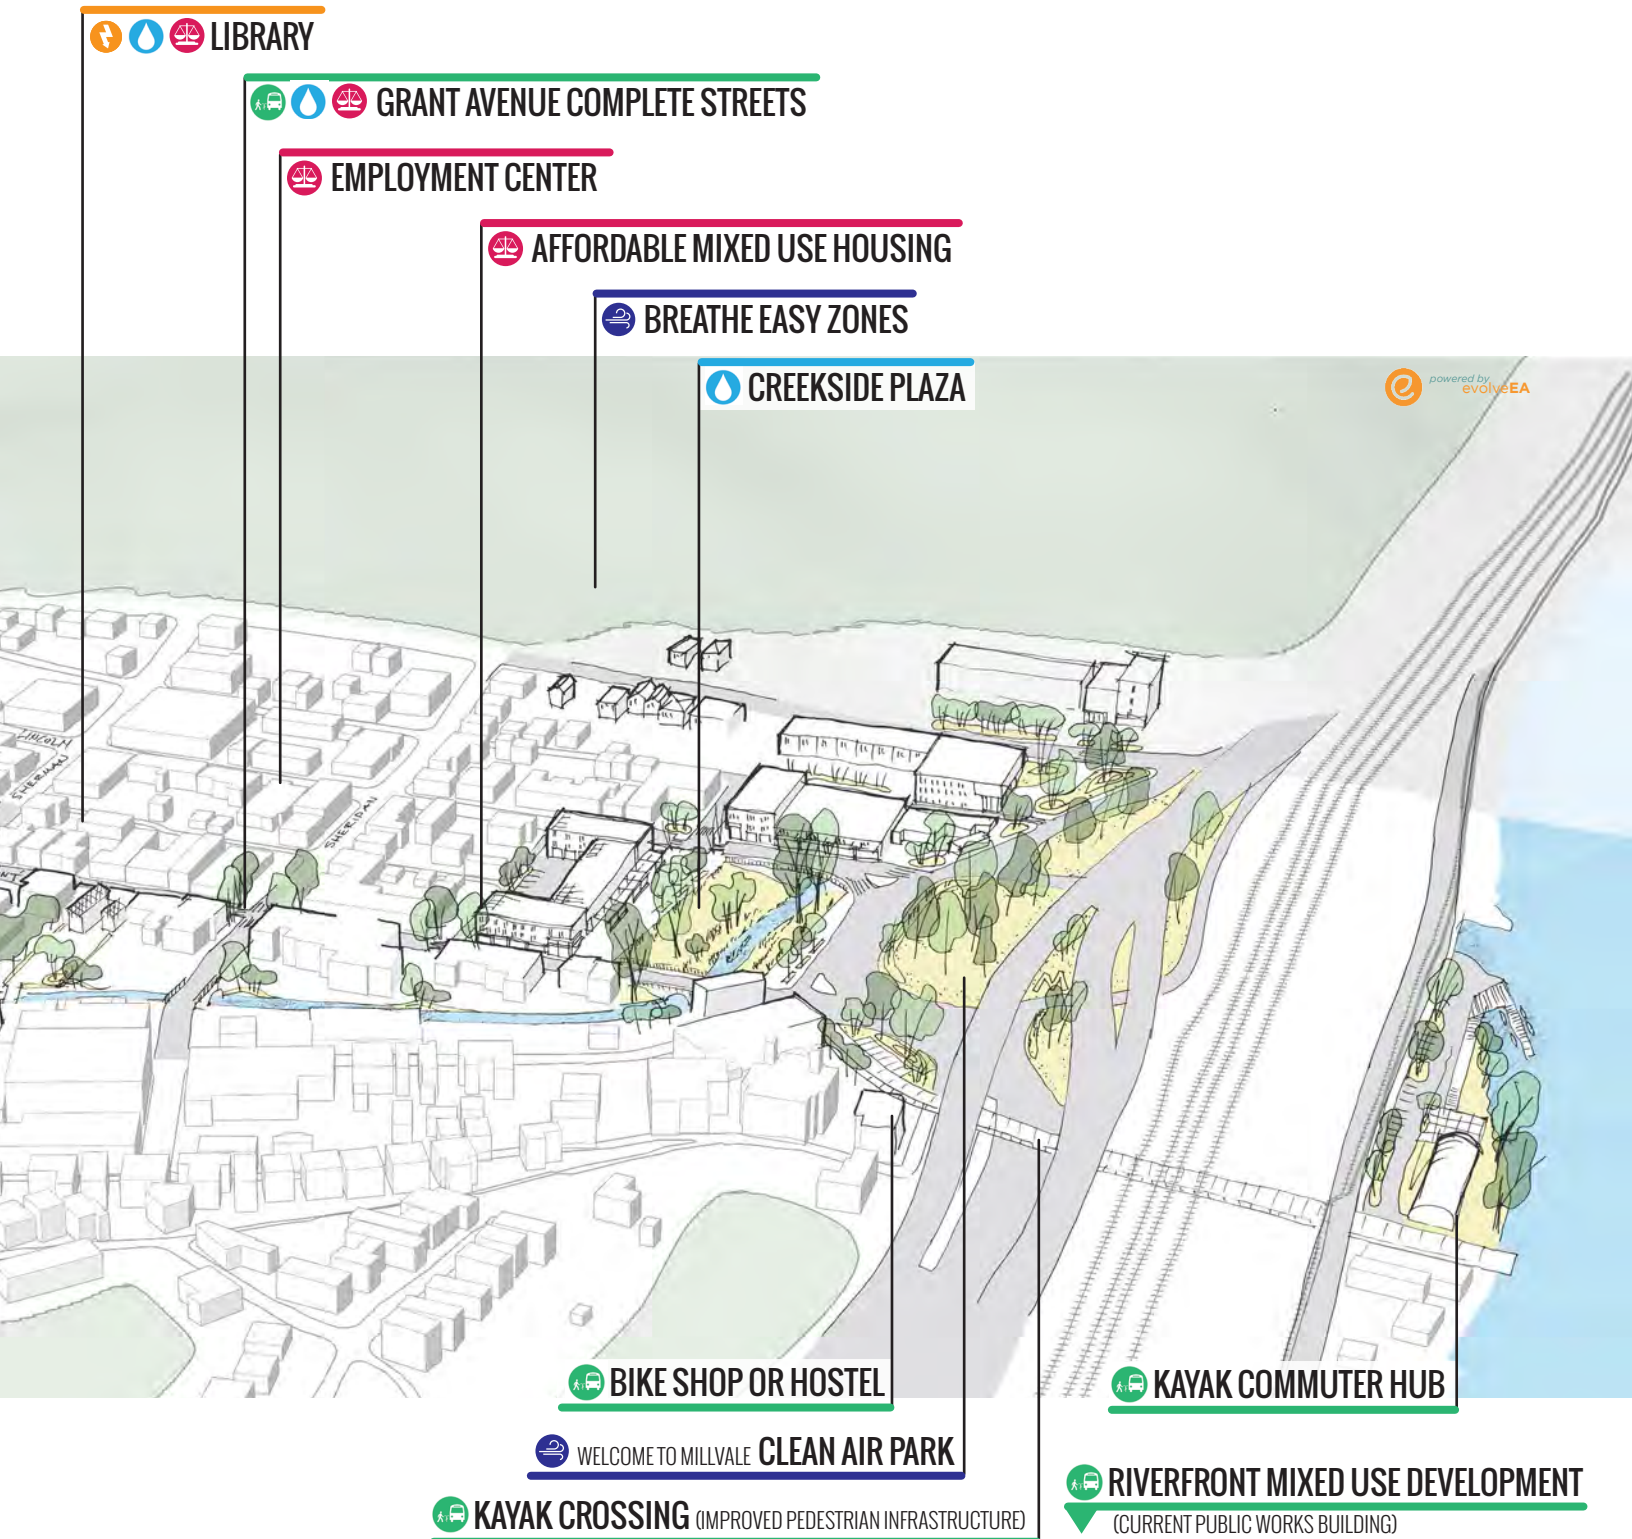 LIBRARY
GRANT AVENUE COMPLETE STREETS
EMPLOYMENT CENTER
AFFORDABLE MIXED USE HOUSING
BREATHE EASY ZONES
CREEKSIDE PLAZA
powered by
evolveEA
LINCOLN
SHERMAN
SHERIDAN
BIKE SHOP OR HOSTEL
KAYAK COMMUTER HUB
WELCOME TO MILLVALE CLEAN AIR PARK
RIVERFRONT MIXED USE DEVELOPMENT
KAYAK CROSSING (IMPROVED PEDESTRIAN INFRASTRUCTURE)
(CURRENT PUBLIC WORKS BUILDING)